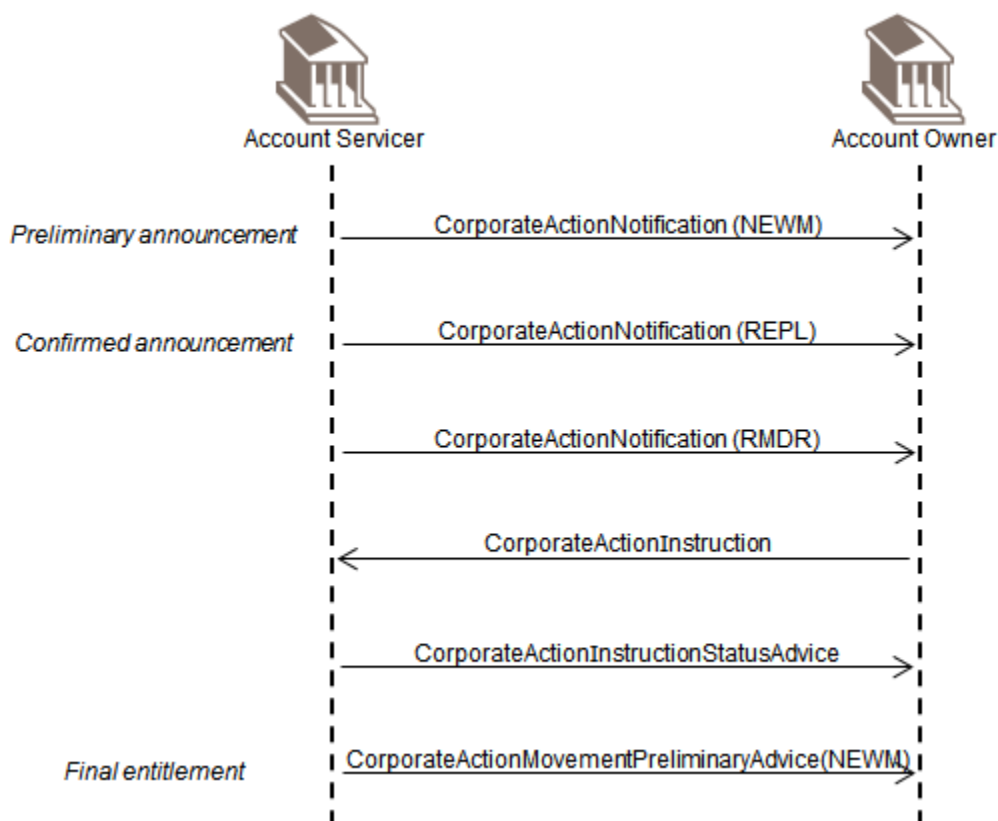 Account Servicer
Account Owner
Preliminary announcement
CorporateActionNotification (NEWM)
Confirmed announcement
CorporateActionNotification (REPL)
CorporateActionNotification (RMDR)
CorporateActionInstruction
CorporateActionInstructionStatusAdvice
Final entitlement
CorporateActionMovementPreliminaryAdvice(NEWM)